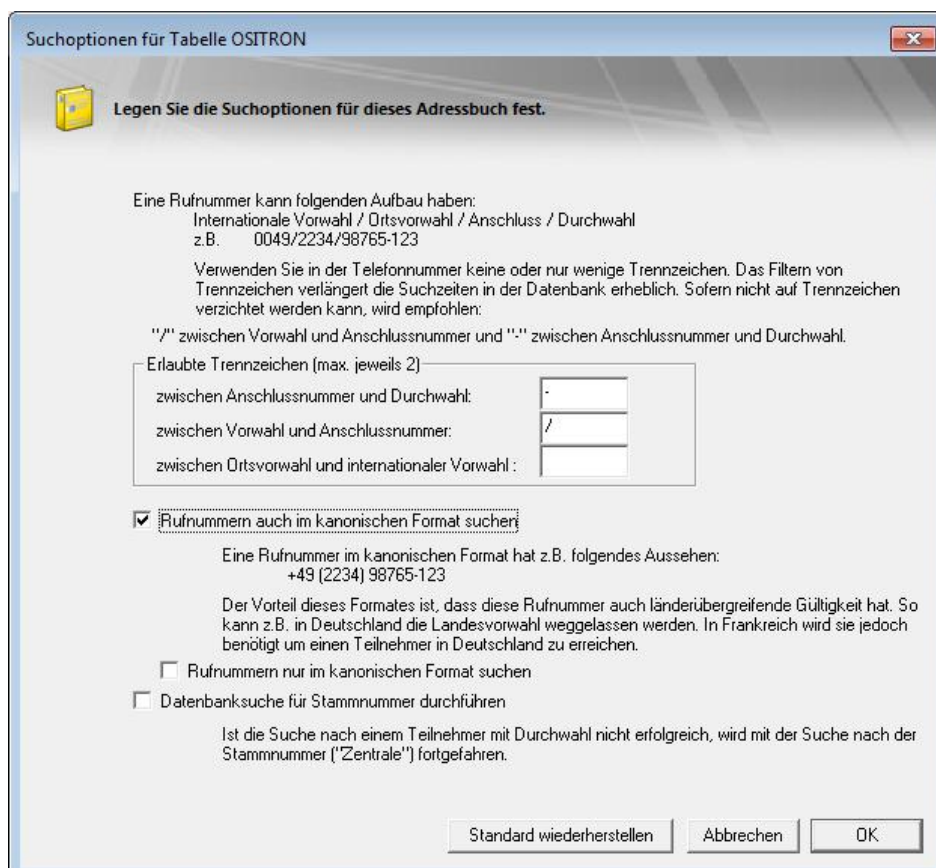 Suchoptionen für Tabelle OSITRON
Legen Sie die Suchoptionen für dieses Adressbuch fest.
Eine Rufnummer kann folgenden Aufbau haben:
Internationale Vorwahl / Ortsvorwahl / Anschluss / Durchwahl
z.B. 0049/2234/98765-123
Verwenden Sie in der Telefonnummer keine oder nur wenige Trennzeichen. Das Filtern von
Trennzeichen verlängert die Suchzeiten in der Datenbank erheblich. Sofern nicht auf Trennzeichen
verzichtet werden kann, wird empfohlen:
"/" zwischen Vorwahl und Anschlussnummer und "-" zwischen Anschlussnummer und Durchwahl.
Erlaubte Trennzeichen (max. jeweils 2)
zwischen Anschlussnummer und Durchwahl: -
zwischen Vorwahl und Anschlussnummer: /
zwischen Ortsvorwahl und internationaler Vorwahl :
Rufnummern auch im kanonischen Format suchen
Eine Rufnummer im kanonischen Format hat z.B. folgendes Aussehen:
+49 (2234) 98765-123
Der Vorteil dieses Formates ist, dass diese Rufnummer auch länderübergreifende Gültigkeit hat. So
kann z.B. in Deutschland die Landesvorwahl weggelassen werden. In Frankreich wird sie jedoch
benötigt um einen Teilnehmer in Deutschland zu erreichen.
Rufnummern nur im kanonischen Format suchen
Datenbanksuche für Stammnummer durchführen
Ist die Suche nach einem Teilnehmer mit Durchwahl nicht erfolgreich, wird mit der Suche nach der
Stammnummer ("Zentrale") fortgefahren.
Standard wiederherstellen Abbrechen OK